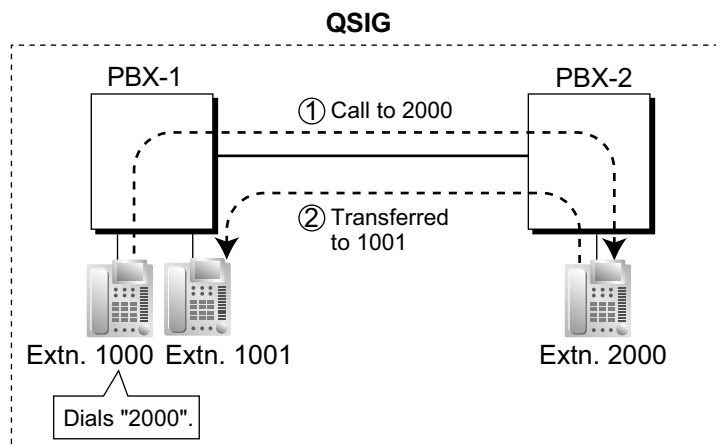 QSIG
PBX-1
PBX-2
① Call to 2000
② Transferred
to 1001
Extn. 1000
Extn. 1001
Extn. 2000
Dials "2000".